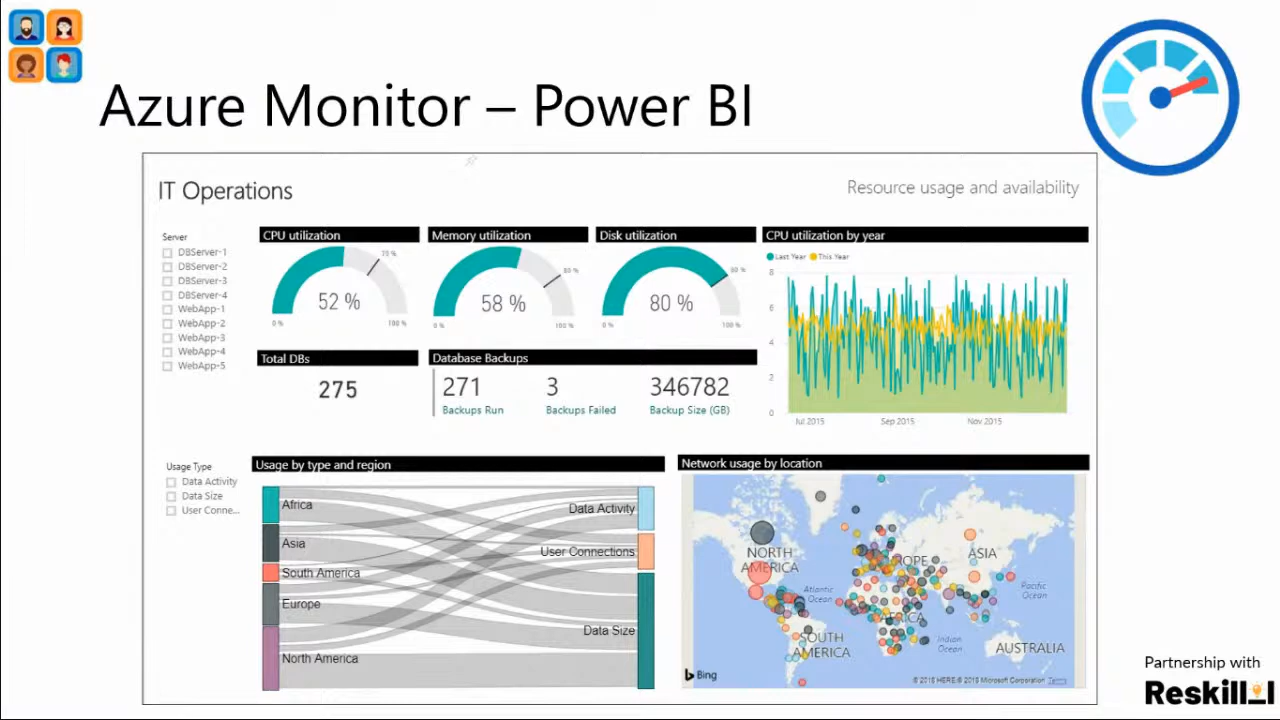 Azure Monitor – Power BI
IT Operations
Resource usage and availability
Server
DBServer-1
DBServer-2
DBServer-3
DBServer-4
WebApp-1
WebApp-2
WebApp-3
WebApp-4
WebApp-5
CPU utilization
52 %
0 %
100 %
Memory utilization
80 %
58 %
0 %
100 %
Disk utilization
80 %
0 %
100 %
CPU utilization by year
Last Year This Year
8
6
4
2
0
Jul 2015 Sep 2015 Nov 2015
Total DBs
275
Database Backups
271 3 346782
Backups Run Backups Failed Backup Size (GB)
Usage Type
Data Activity
Data Size
User Conne...
Usage by type and region
Africa
Asia
South America
Europe
North America
Data Activity
User Connections
Data Size
Network usage by location
NORTH
AMERICA
ASIA
Atlantic
Ocean
Pacific
Ocean
SOUTH
AMERICA
Indian
Ocean
AUSTRALIA
Bing
Microsoft Corporation Terms
Partnership with